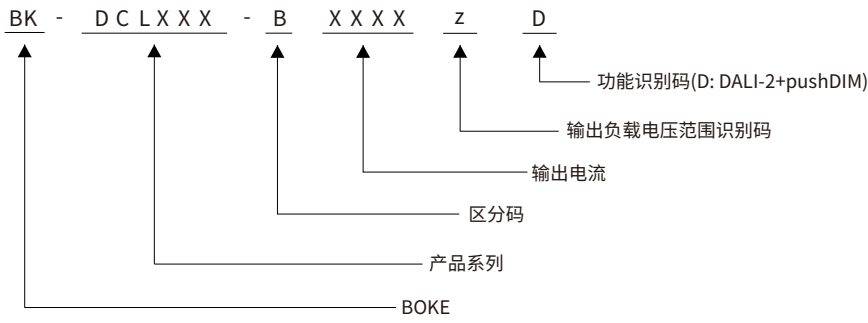 BK - DCLXXX - B XXXX z D
功能识别码(D: DALI-2+pushDIM)
输出负载电压范围识别码
输出电流
区分码
产品系列
BOKE